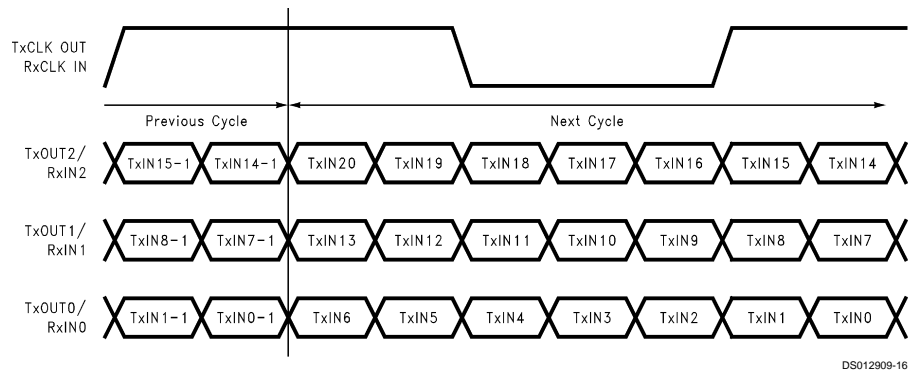 TxCLK OUT
RxCLK IN
Previous Cycle
Next Cycle
TxOUT2/
RxIN2
TxIN15-1 TxIN14-1 TxIN20 TxIN19 TxIN18 TxIN17 TxIN16 TxIN15 TxIN14
TxOUT1/
RxIN1
TxIN8-1 TxIN7-1 TxIN13 TxIN12 TxIN11 TxIN10 TxIN9 TxIN8 TxIN7
TxOUT0/
RxIN0
TxIN1-1 TxIN0-1 TxIN6 TxIN5 TxIN4 TxIN3 TxIN2 TxIN1 TxIN0
DS012909-16